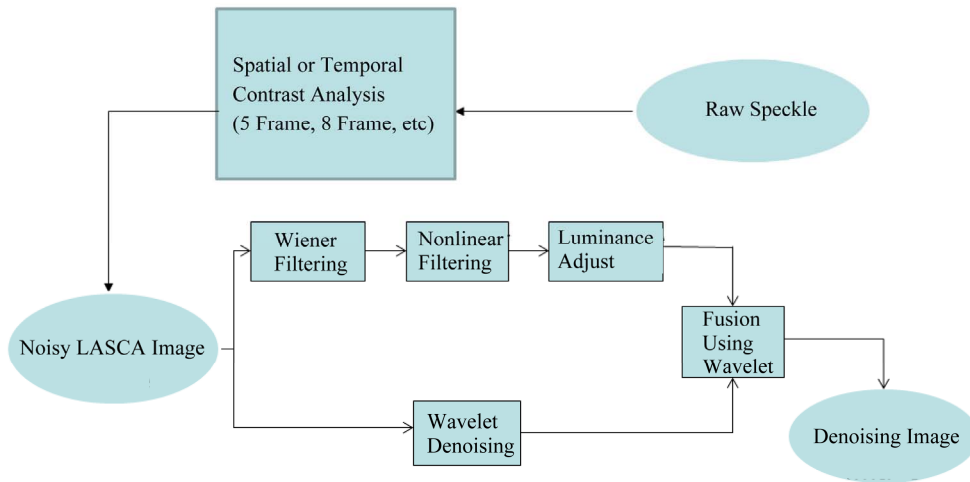 Spatial or Temporal
Contrast Analysis
(5 Frame, 8 Frame, etc)
Raw Speckle
Wiener
Filtering
Nonlinear
Filtering
Luminance
Adjust
Noisy LASCA Image
Fusion
Using
Wavelet
Wavelet
Denoising
Denoising Image